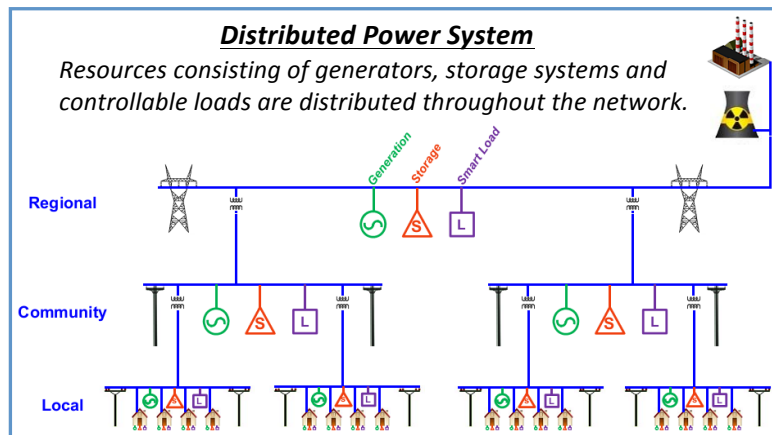 Distributed Power System
Resources consisting of generators, storage systems and
controllable loads are distributed throughout the network.
Generation
Storage
Smart Load
Regional
S
L
Community
S
L
S
L
Local
S
L
S
L
S
L
S
L